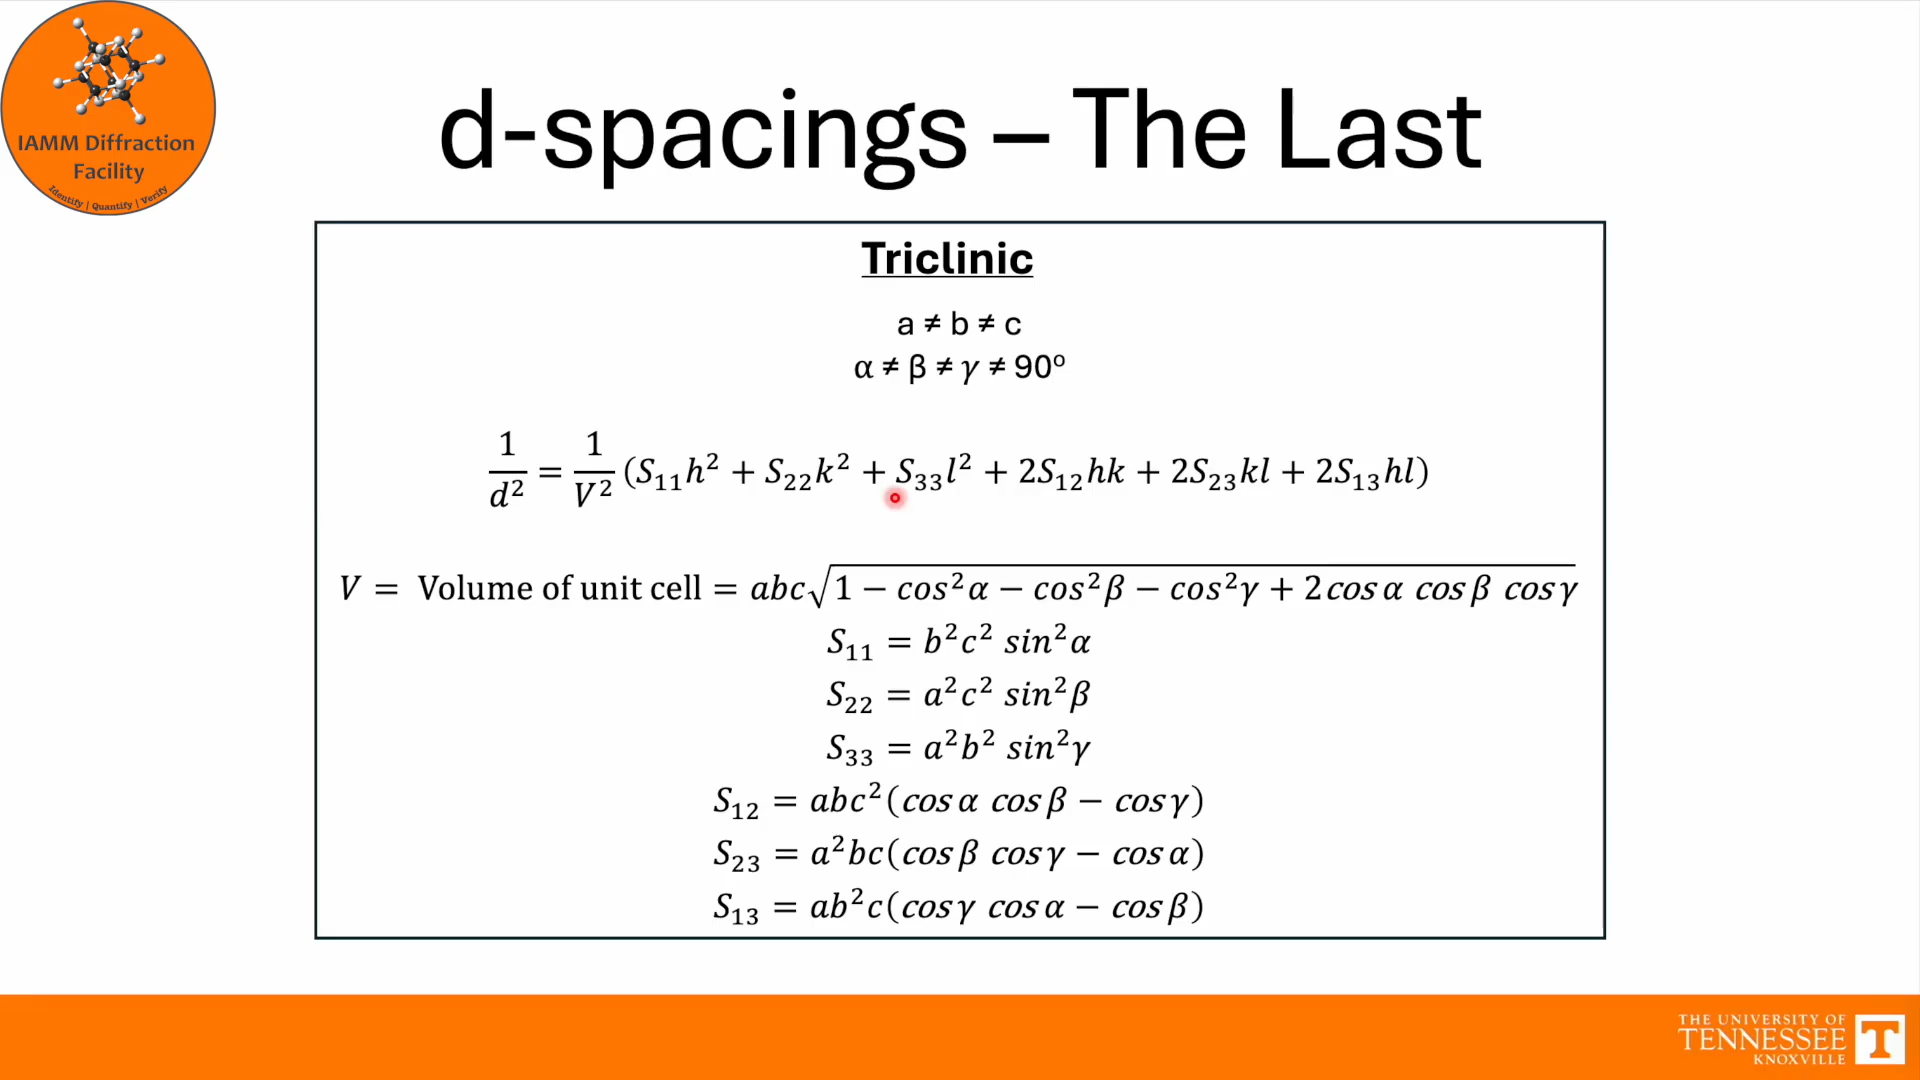 IAMM Diffraction
Facility
Identify | Quantify | Verify
d-spacings – The Last
Triclinic
a ≠ b ≠ c
α ≠ β ≠ γ ≠ 90º
1/d² = 1/V² (S₁₁h² + S₂₂k² + S₃₃l² + 2S₁₂hk + 2S₂₃kl + 2S₁₃hl)
V = Volume of unit cell = abc√(1 − cos²α − cos²β − cos²γ + 2cos α cos β cos γ)
S₁₁ = b²c² sin²α
S₂₂ = a²c² sin²β
S₃₃ = a²b² sin²γ
S₁₂ = abc²(cos α cos β − cos γ)
S₂₃ = a²bc(cos β cos γ − cos α)
S₁₃ = ab²c(cos γ cos α − cos β)
THE UNIVERSITY OF
TENNESSEE
KNOXVILLE
T